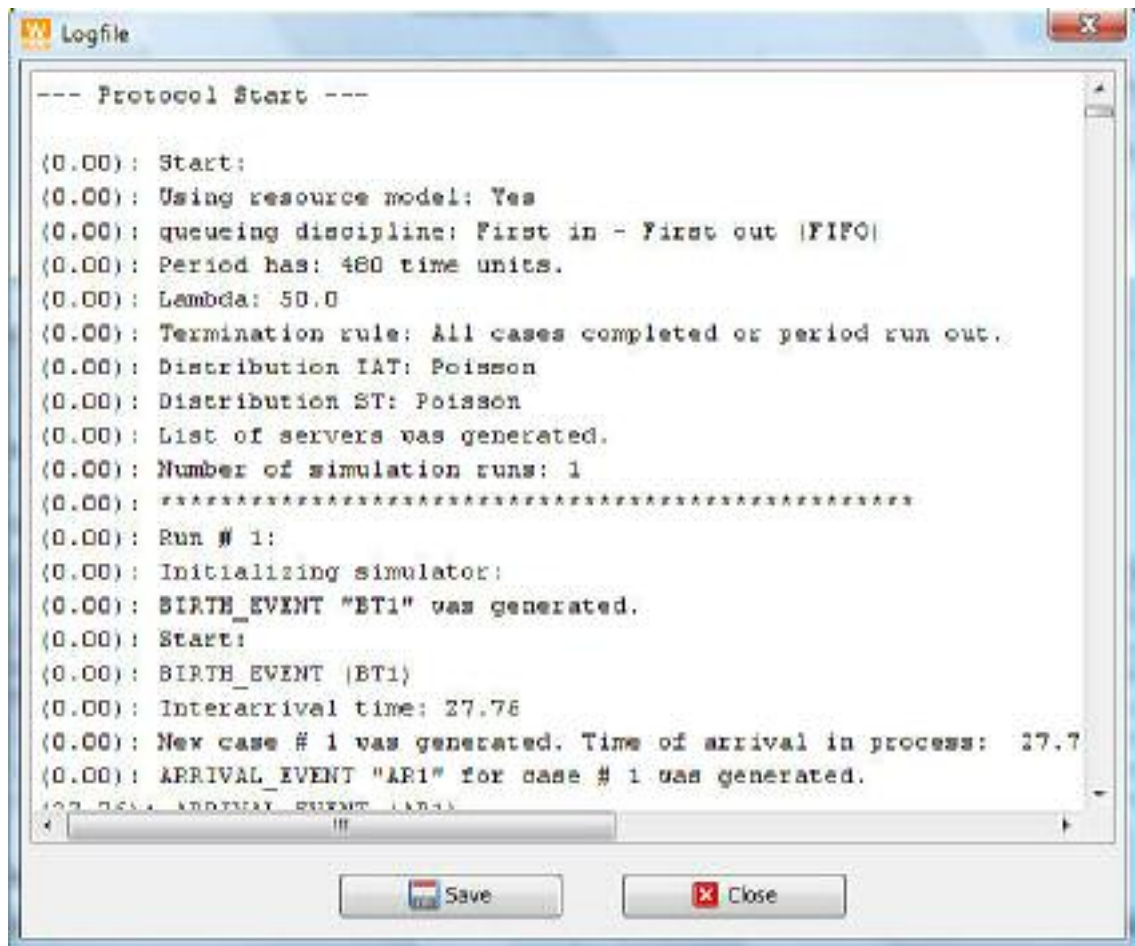 Logfile
--- Protocol Start ---
(0.00): Start:
(0.00): Using resource model: Yes
(0.00): queueing discipline: First in - First out (FIFO)
(0.00): Period has: 480 time units.
(0.00): Lambda: 50.0
(0.00): Termination rule: All cases completed or period run out.
(0.00): Distribution IAT: Poisson
(0.00): Distribution ST: Poisson
(0.00): List of servers was generated.
(0.00): Number of simulation runs: 1
(0.00): **************************************************
(0.00): Run # 1:
(0.00): Initializing simulator:
(0.00): BIRTH_EVENT "BT1" was generated.
(0.00): Start:
(0.00): BIRTH_EVENT (BT1)
(0.00): Interarrival time: 27.76
(0.00): New case # 1 was generated. Time of arrival in process: 27.7
(0.00): ARRIVAL_EVENT "AR1" for case # 1 was generated.
(27.76): ARRIVAL_EVENT (AR1)
Save
Close